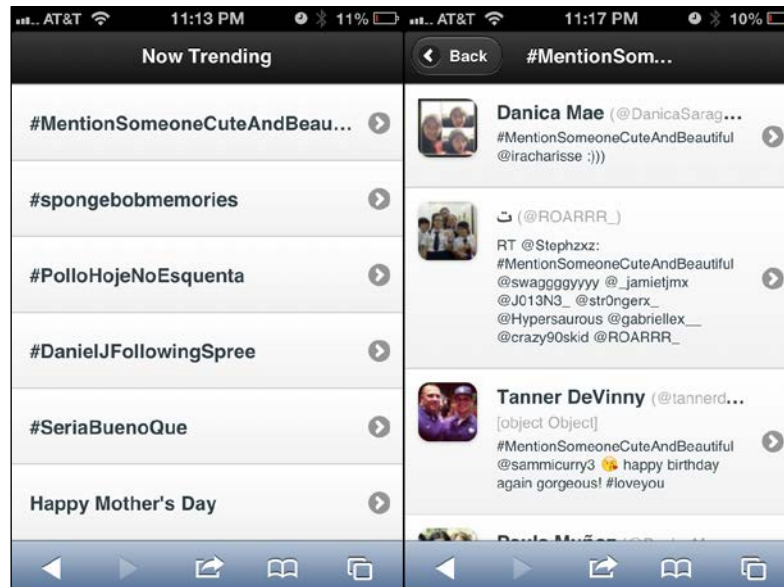 AT&T 11:13 PM 11%
Now Trending
#MentionSomeoneCuteAndBeau...
#spongebobmemories
#PolloHojeNoEsquenta
#DanielJFollowingSpree
#SeriaBuenoQue
Happy Mother's Day
AT&T 11:17 PM 10%
Back #MentionSom...
Danica Mae (@DanicaSarag...
#MentionSomeoneCuteAndBeautiful
@iracharisse :)))
ت (@ROARRR_)
RT @Stephzxz:
#MentionSomeoneCuteAndBeautiful
@swaggggyyyy @_jamietjmx
@J013N3_ @str0ngerx_
@Hypersaurous @gabriellex__
@crazy90skid @ROARRR_
Tanner DeVinny (@tannerd...
[object Object]
#MentionSomeoneCuteAndBeautiful
@sammicurry3 😘 happy birthday
again gorgeous! #loveyou